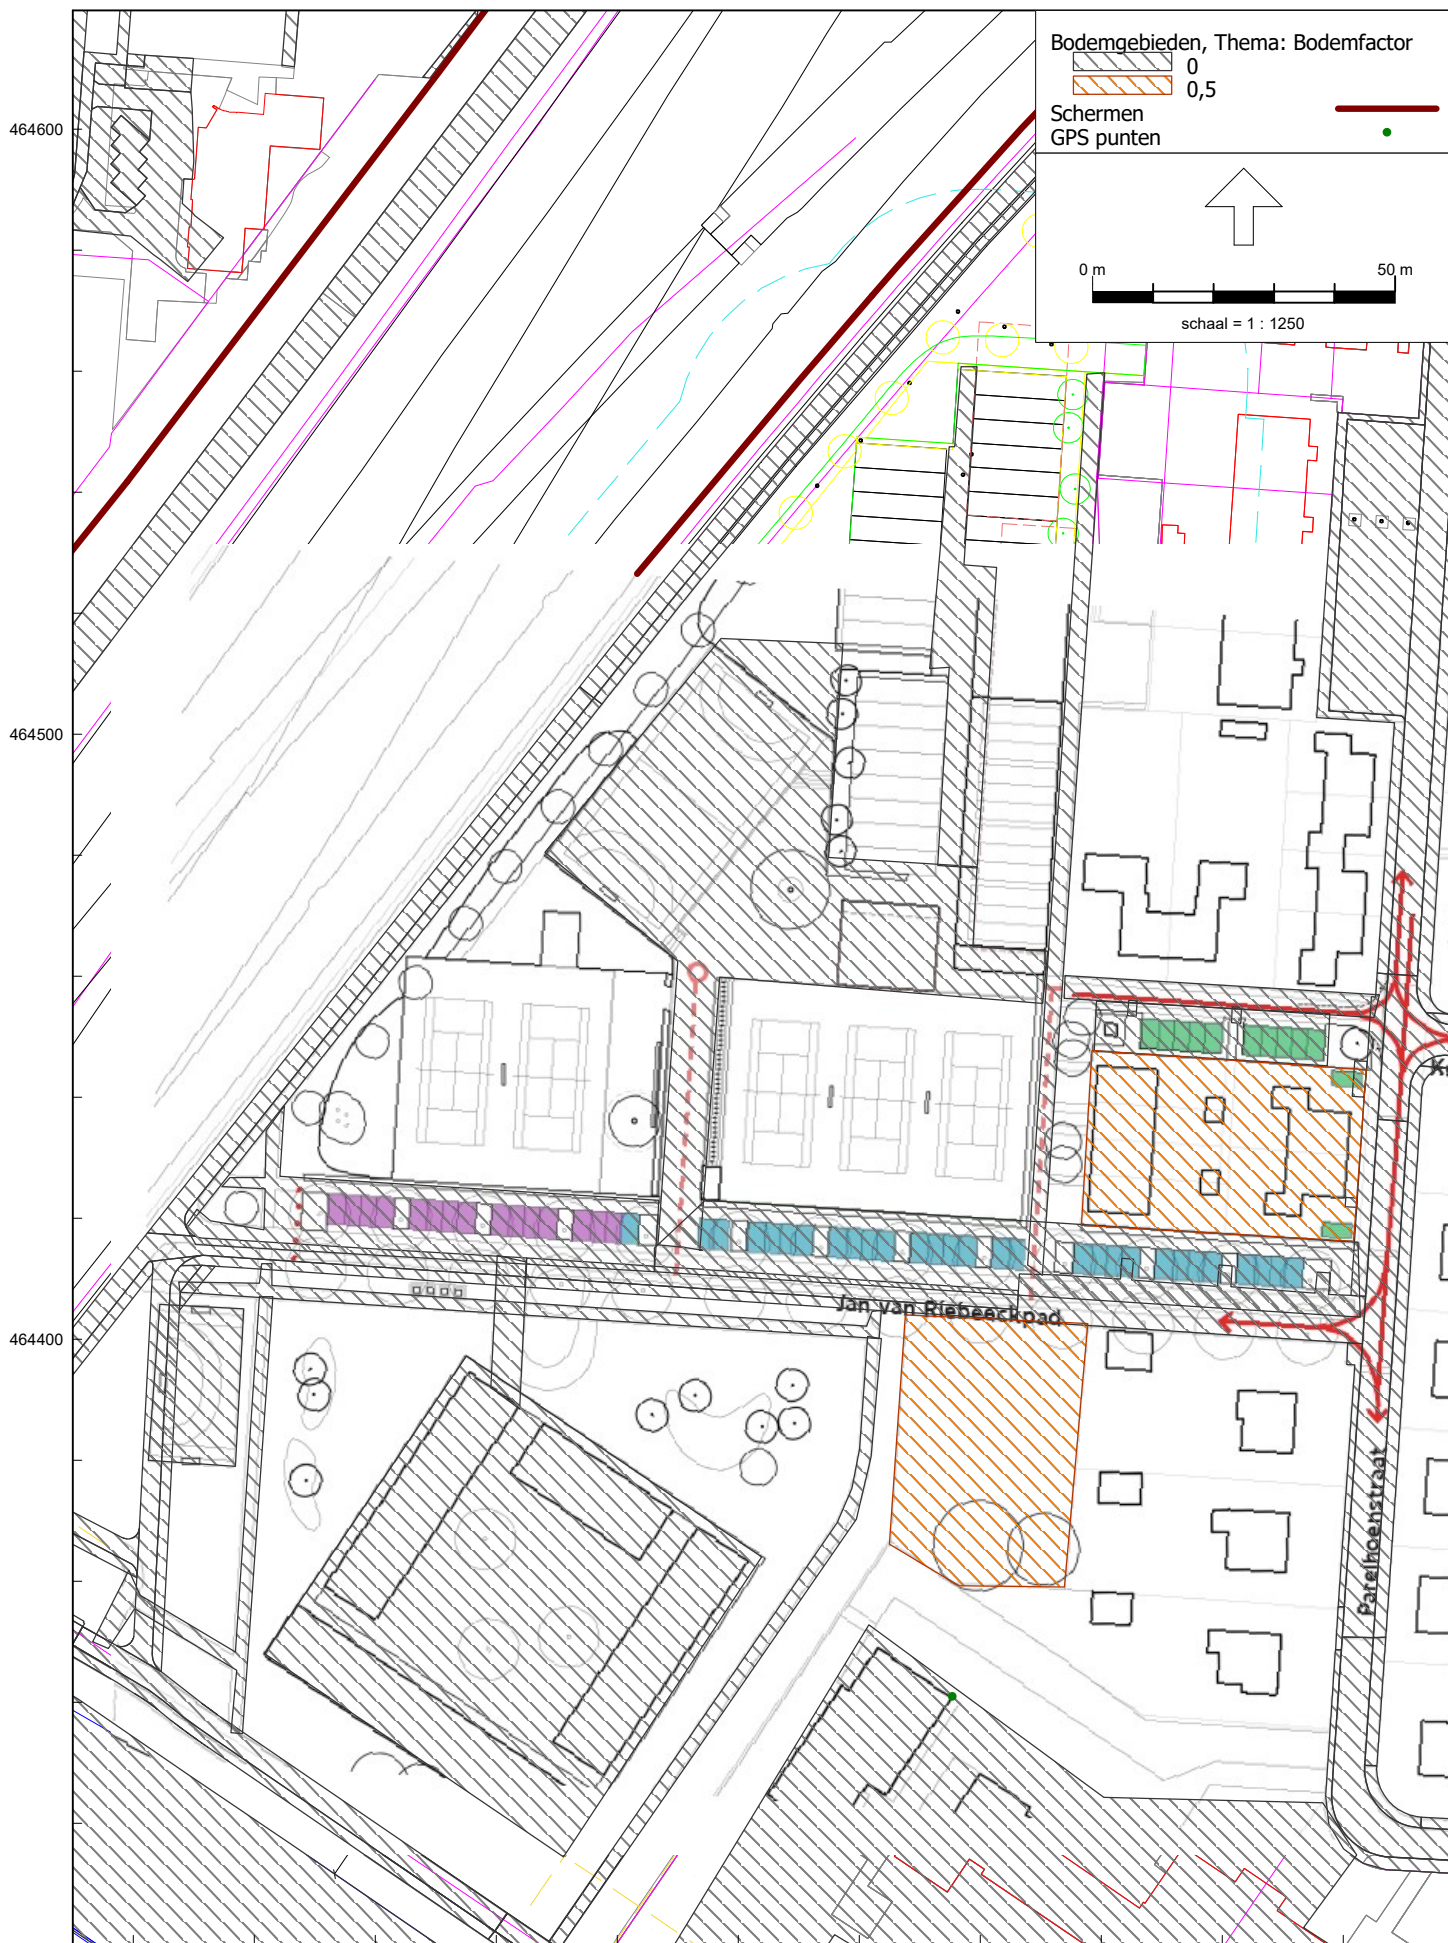 Bodemgebieden, Thema: Bodemfactor
0
0,5
Schermen
GPS punten
0 m 50 m
schaal = 1 : 1250
464600
464500
464400
Jan van Riebeeckpad
Parelhoenstraat